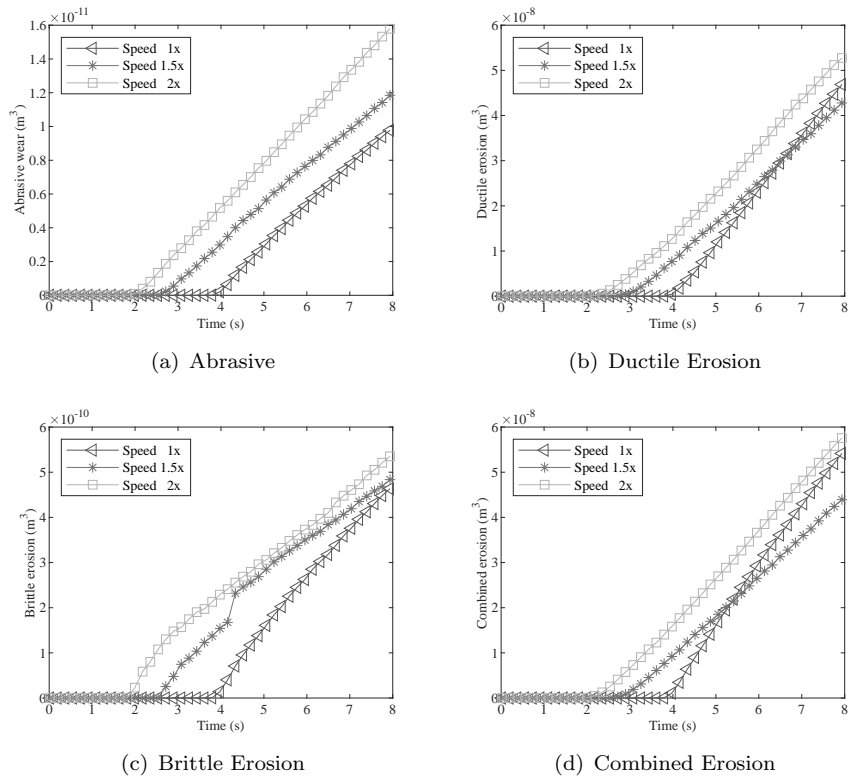 ×10-11
1.6
1.4
1.2
1
0.8
0.6
0.4
0.2
0
Abrasive wear (m3)
Speed 1x
Speed 1.5x
Speed 2x
0 1 2 3 4 5 6 7 8
Time (s)
(a) Abrasive
×10-8
6
5
4
3
2
1
0
Ductile erosion (m3)
Speed 1x
Speed 1.5x
Speed 2x
0 1 2 3 4 5 6 7 8
Time (s)
(b) Ductile Erosion
×10-10
6
5
4
3
2
1
0
Brittle erosion (m3)
Speed 1x
Speed 1.5x
Speed 2x
0 1 2 3 4 5 6 7 8
Time (s)
(c) Brittle Erosion
×10-8
6
5
4
3
2
1
0
Combined erosion (m3)
Speed 1x
Speed 1.5x
Speed 2x
0 1 2 3 4 5 6 7 8
Time (s)
(d) Combined Erosion